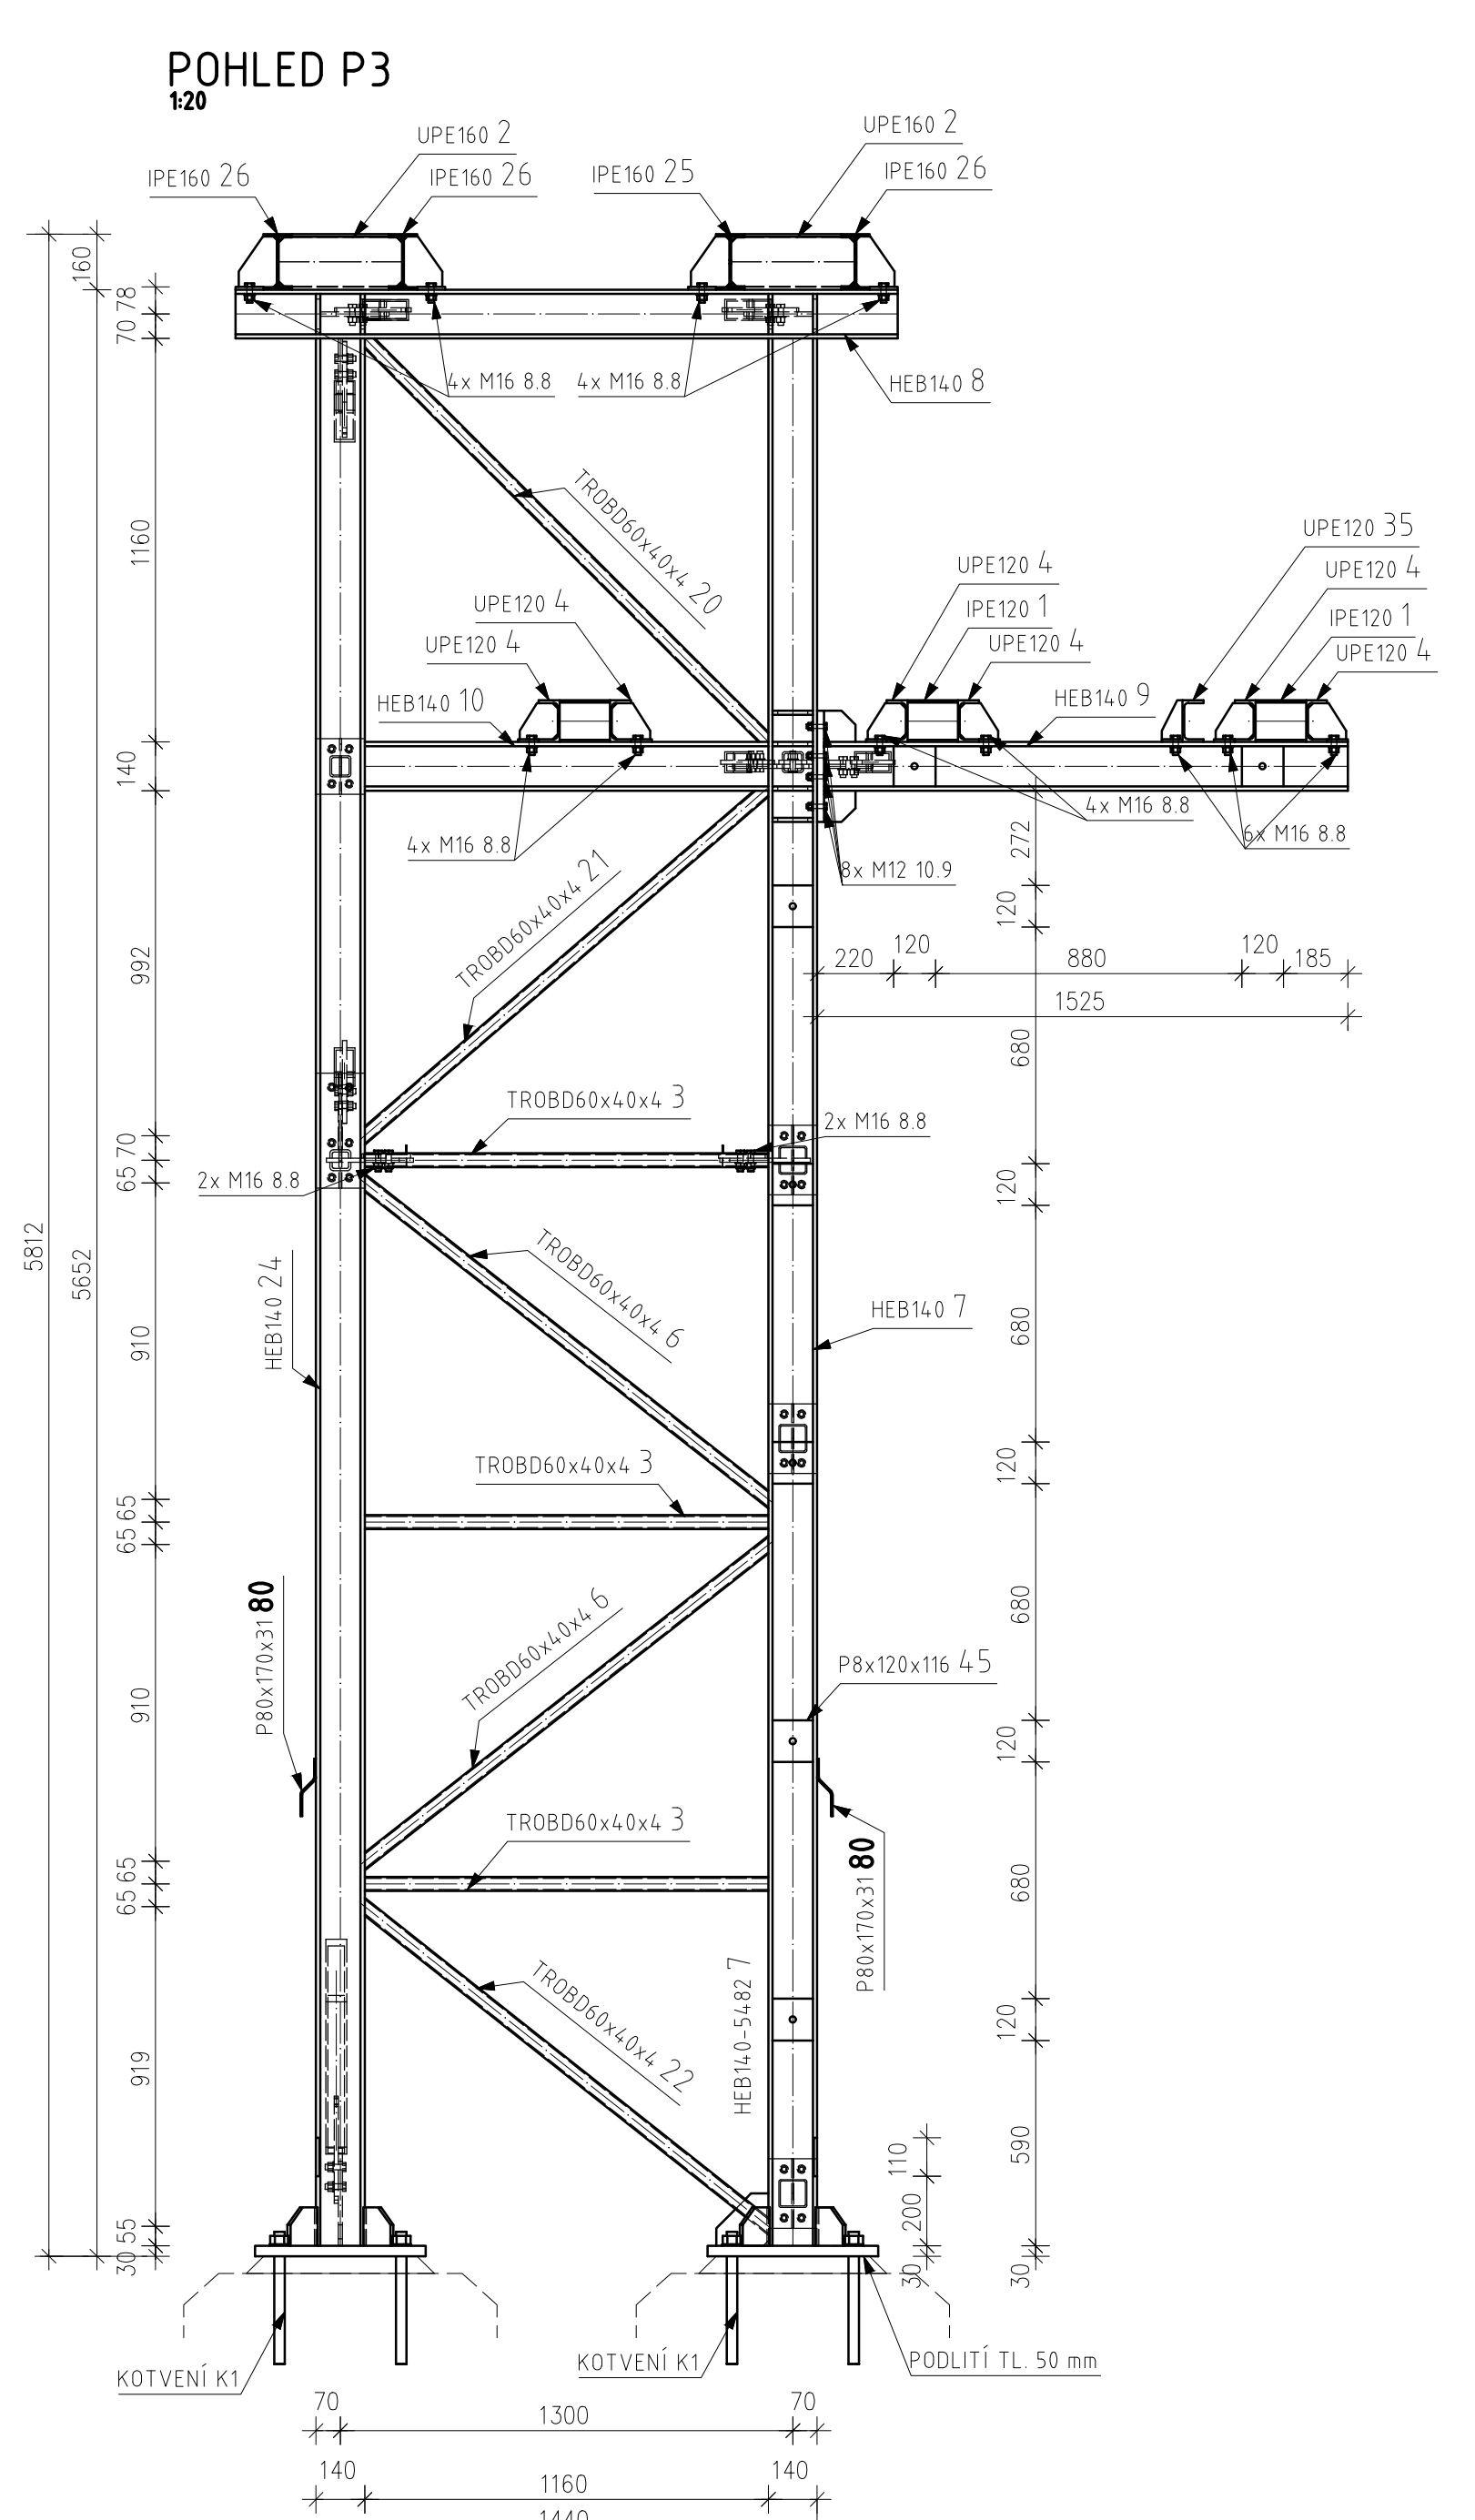 POHLED P3
1:20
UPE160 2
UPE160 2
IPE160 26
IPE160 26
IPE160 25
IPE160 26
160
78
70
4x M16 8.8
4x M16 8.8
HEB140 8
1160
TROBD60x40x4 20
UPE120 35
UPE120 4
UPE120 4
UPE120 4
IPE120 1
IPE120 1
UPE120 4
UPE120 4
UPE120 4
HEB140 10
HEB140 9
140
4x M16 8.8
4x M16 8.8
6x M16 8.8
8x M12 10.9
272
120
TROBD60x40x4 21
992
220
120
880
120
185
1525
680
TROBD60x40x4 3
2x M16 8.8
70
65
2x M16 8.8
120
5812
5652
TROBD60x40x4 6
HEB140 24
HEB140 7
910
680
TROBD60x40x4 3
120
65
65
P80x170x31 80
TROBD60x40x4 6
680
P8x120x116 45
910
120
TROBD60x40x4 3
P80x170x31 80
65
65
680
HEB140-5482 7
TROBD60x40x4 22
120
919
110
590
200
55
30
30
30
KOTVENÍ K1
KOTVENÍ K1
PODLITÍ TL. 50 mm
70
1300
70
140
1160
140
1440